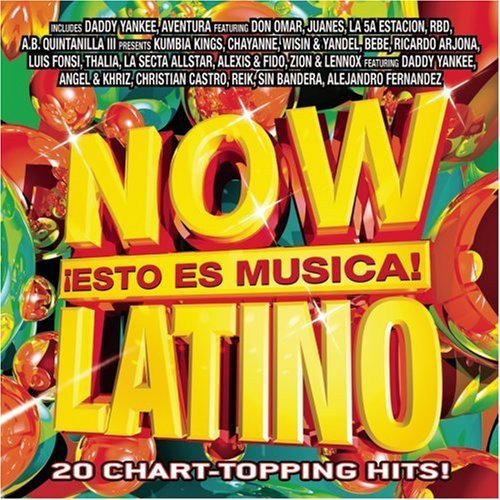 INCLUDES DADDY YANKEE, AVENTURA FEATURING DON OMAR, JUANES, LA 5A ESTACION, RBD,
A.B. QUINTANILLA III PRESENTS KUMBIA KINGS, CHAYANNE, WISIN & YANDEL, BEBE, RICARDO ARJONA,
LUIS FONSI, THALIA, LA SECTA ALLSTAR, ALEXIS & FIDO, ZION & LENNOX FEATURING DADDY YANKEE,
ANGEL & KHRIZ, CHRISTIAN CASTRO, REIK, SIN BANDERA, ALEJANDRO FERNANDEZ
NOW
¡ESTO ES MUSICA!
LATINO
20 CHART-TOPPING HITS!